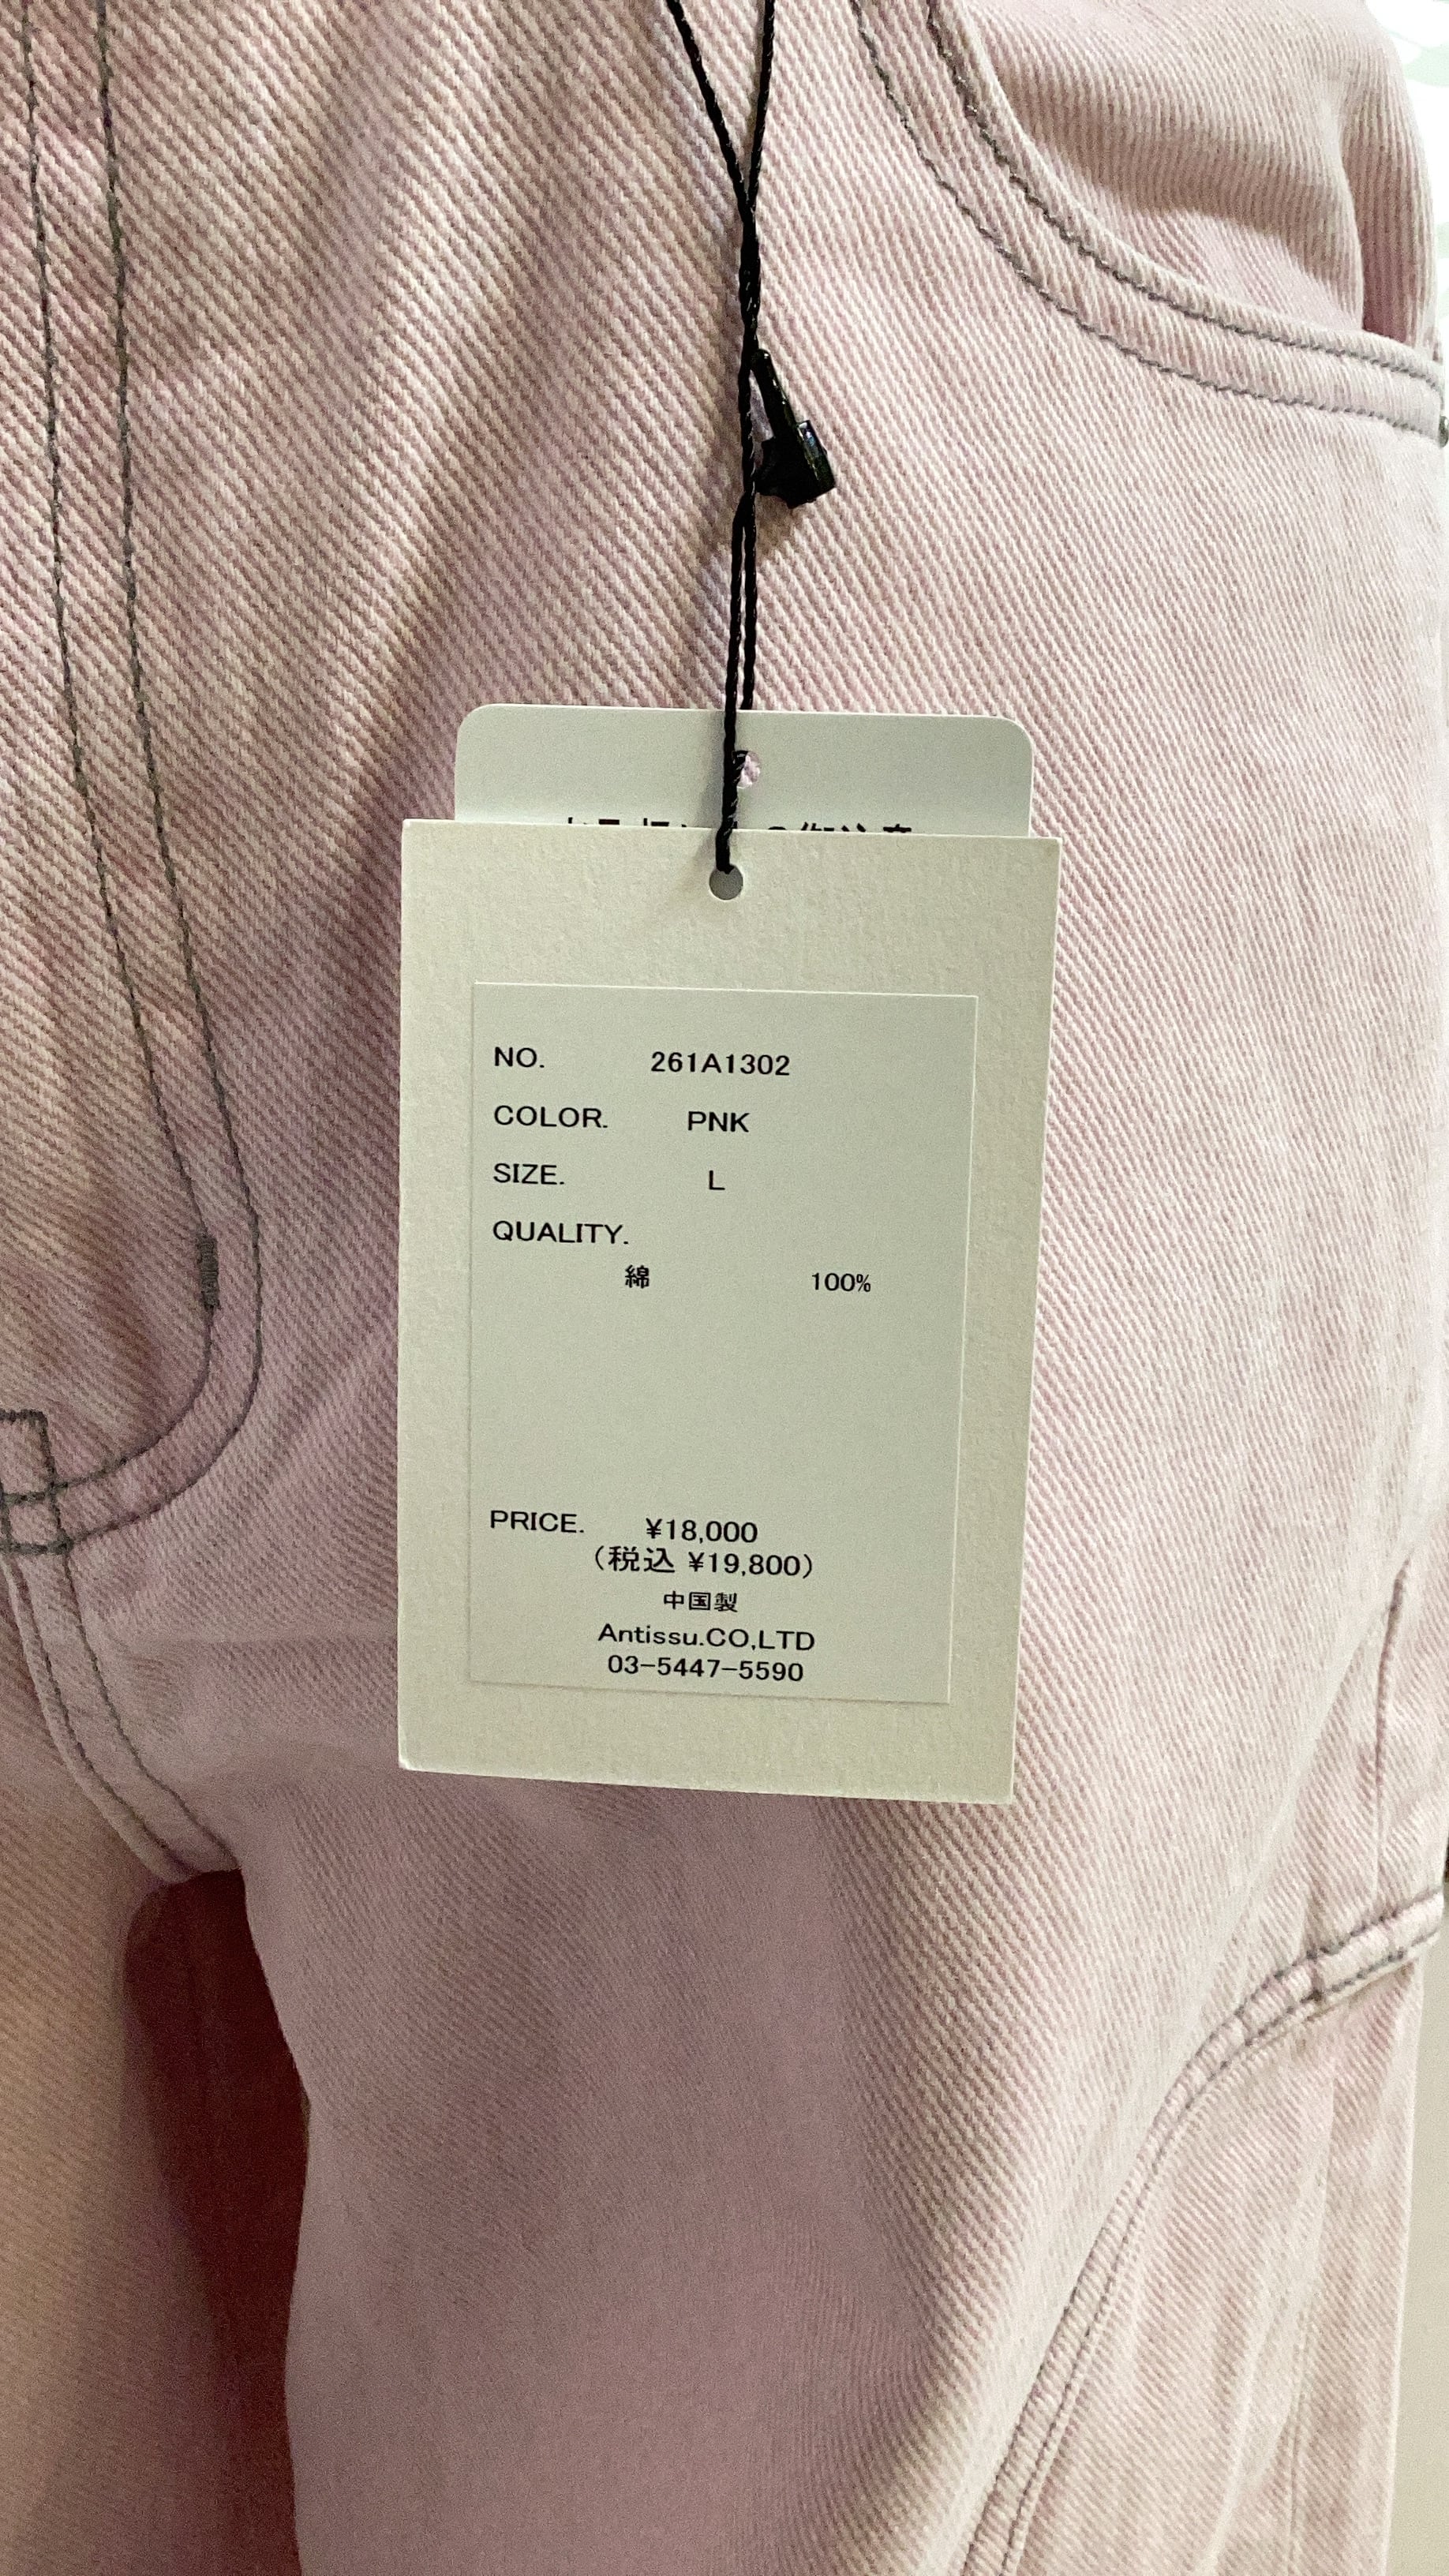 NO. 261A1302
COLOR. PNK
SIZE. L
QUALITY.
綿 100%
PRICE. ¥18,000
（税込 ¥19,800）
中国製
Antissu.CO,LTD
03-5447-5590